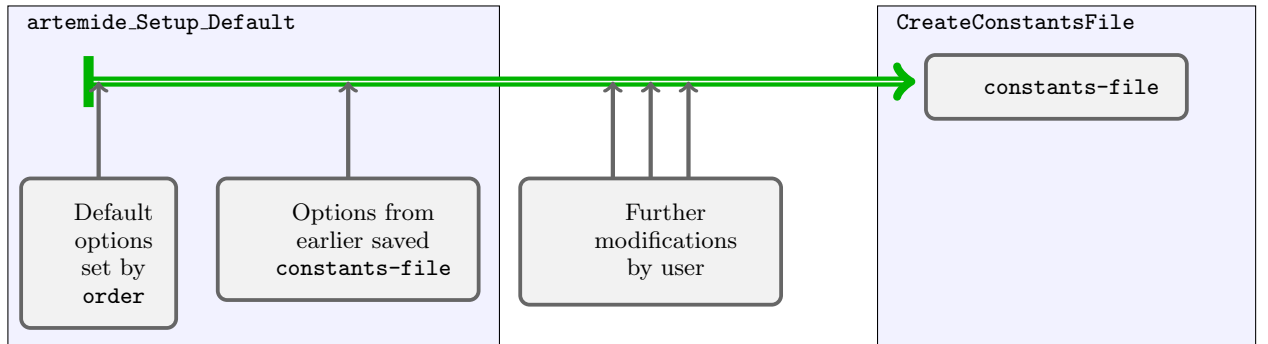 artemide_Setup_Default
CreateConstantsFile
constants-file
Default
options
set by
order
Options from
earlier saved
constants-file
Further
modifications
by user